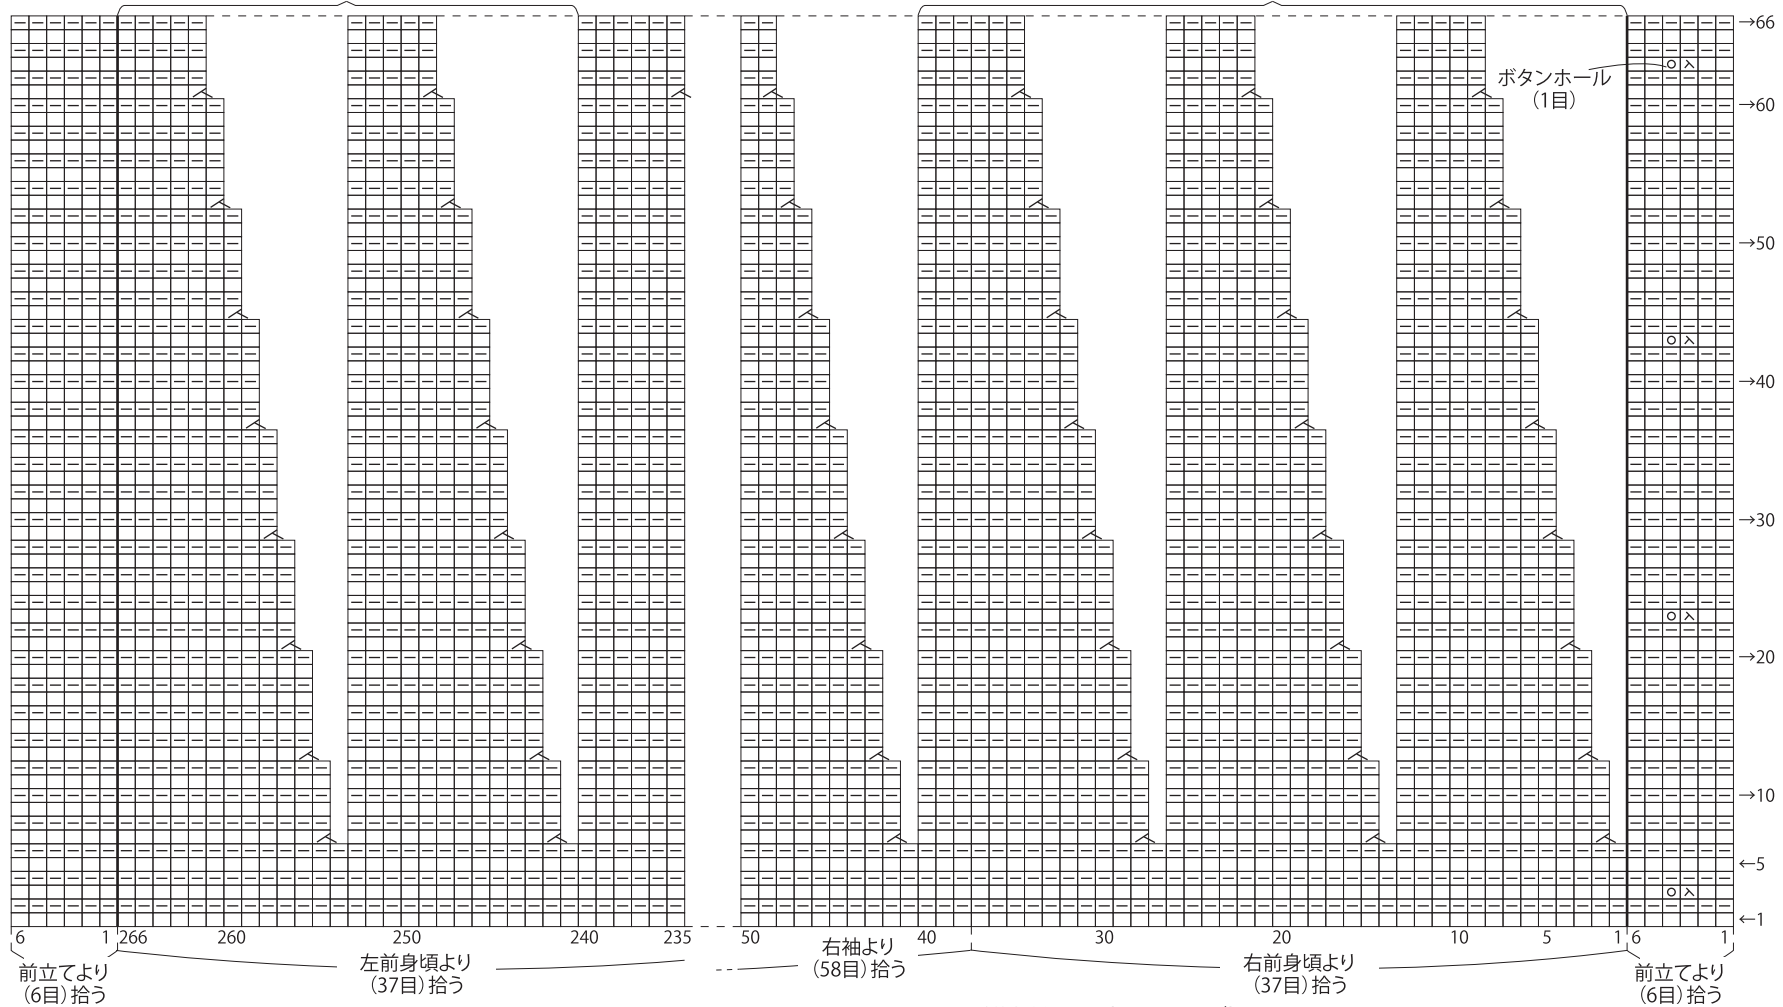 →66
ボタンホール
（1目）
→60
→50
→40
→30
→20
→10
←5
←1
6 1 266 260 250 240 235 50 40 30 20 10 5 1 6 1
前立てより
（6目）拾う
左前身頃より
（37目）拾う
右袖より
（58目）拾う
右前身頃より
（37目）拾う
前立てより
（6目）拾う